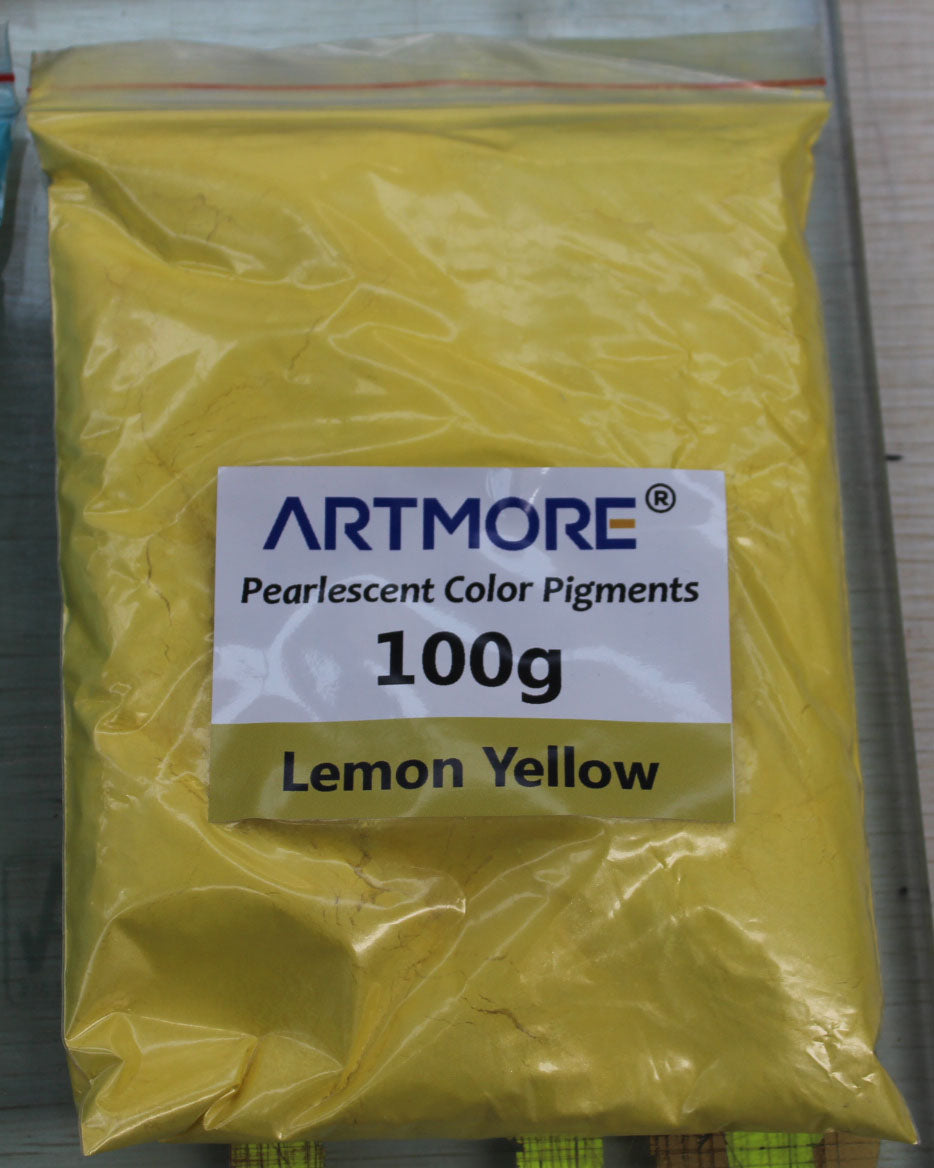 ARTMORE®
Pearlescent Color Pigments
100g
Lemon Yellow